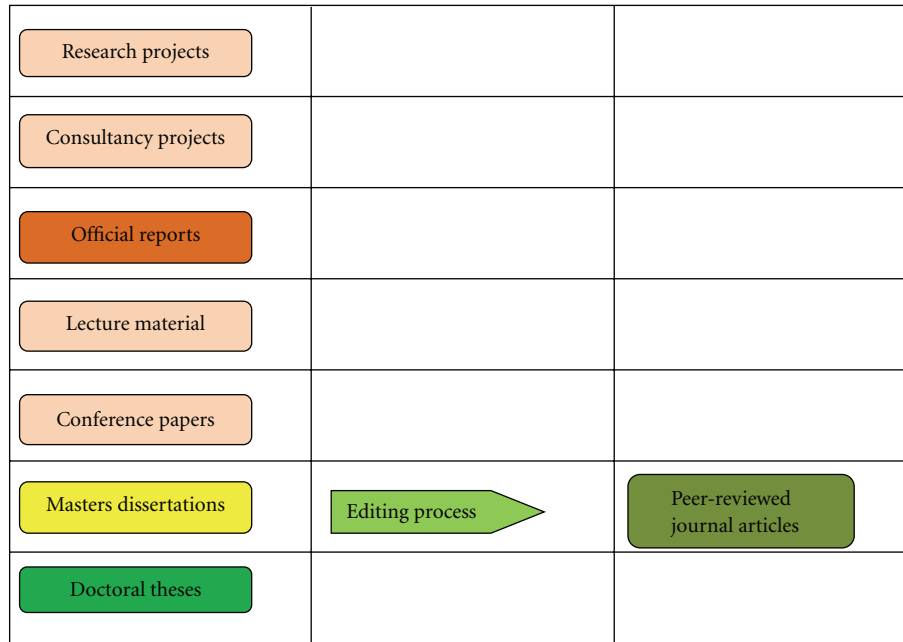 Research projects
Consultancy projects
Official reports
Lecture material
Conference papers
Masters dissertations
Editing process
Peer-reviewed
journal articles
Doctoral theses